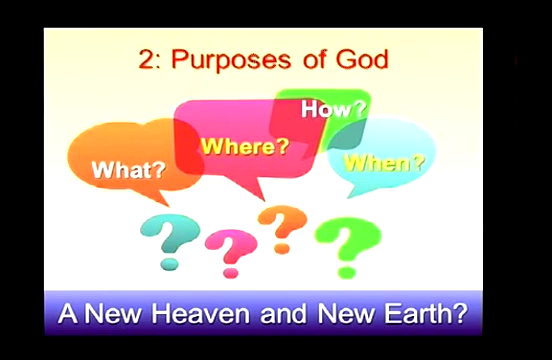 2: Purposes of God
How?
Where?
What?
When?
? ? ? ?
A New Heaven and New Earth?